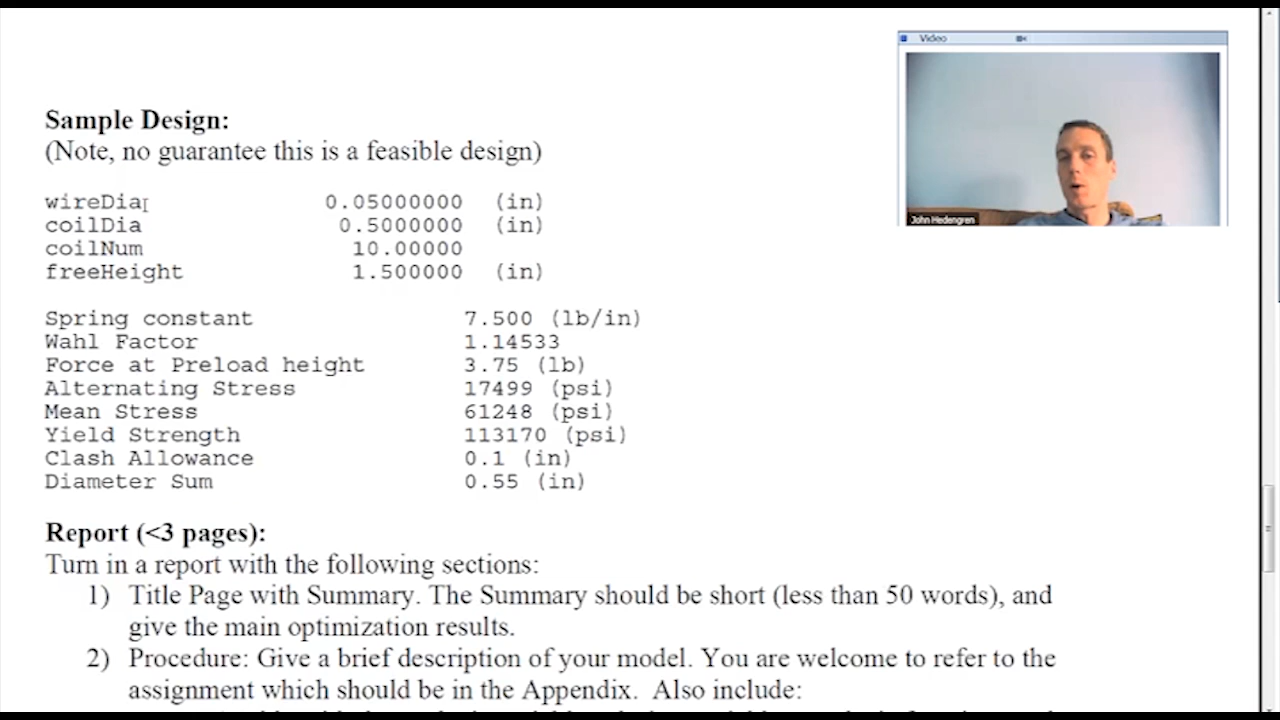 Video
John Hedengren
Sample Design:
(Note, no guarantee this is a feasible design)
wireDia 0.05000000 (in)
coilDia 0.5000000 (in)
coilNum 10.00000
freeHeight 1.500000 (in)
Spring constant 7.500 (lb/in)
Wahl Factor 1.14533
Force at Preload height 3.75 (lb)
Alternating Stress 17499 (psi)
Mean Stress 61248 (psi)
Yield Strength 113170 (psi)
Clash Allowance 0.1 (in)
Diameter Sum 0.55 (in)
Report (<3 pages):
Turn in a report with the following sections:
1) Title Page with Summary. The Summary should be short (less than 50 words), and
give the main optimization results.
2) Procedure: Give a brief description of your model. You are welcome to refer to the
assignment which should be in the Appendix. Also include: